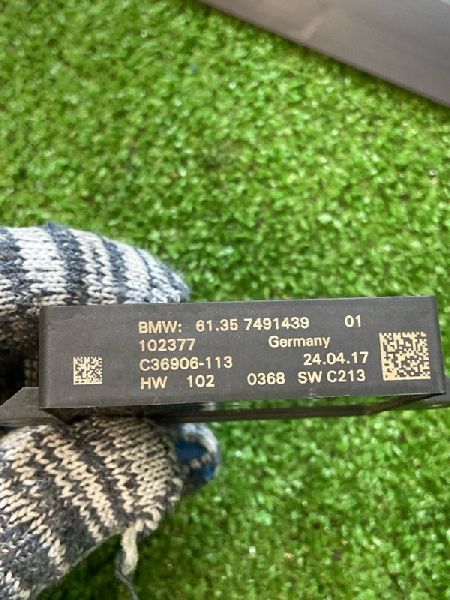 BMW: 61.35 7491439 01
102377 Germany
C36906-113 24.04.17
HW 102 0368 SW C213